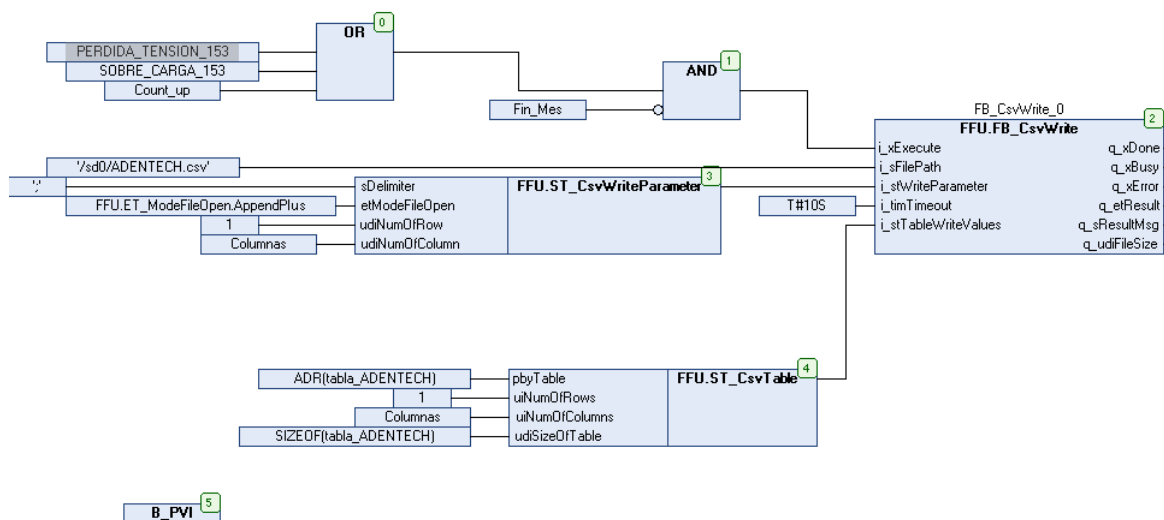 0
OR
PERDIDA_TENSION_153
SOBRE_CARGA_153
Count_up
1
AND
Fin_Mes
FB_CsvWrite_0
2
FFU.FB_CsvWrite
i_xExecute q_xDone
i_sFilePath q_xBusy
i_stWriteParameter q_xError
i_timTimeout q_etResult
i_stTableWriteValues q_sResultMsg
q_udiFileSize
'/sd0/ADENTECH.csv'
3
FFU.ST_CsvWriteParameter
sDelimiter
FFU.ET_ModeFileOpen.AppendPlus etModeFileOpen
1 udiNumOfRow
Columnas udiNumOfColumn
T#10S
4
ADR(tabla_ADENTECH) pbyTable FFU.ST_CsvTable
1 uiNumOfRows
Columnas uiNumOfColumns
SIZEOF(tabla_ADENTECH) udiSizeOfTable
5
B_PVI